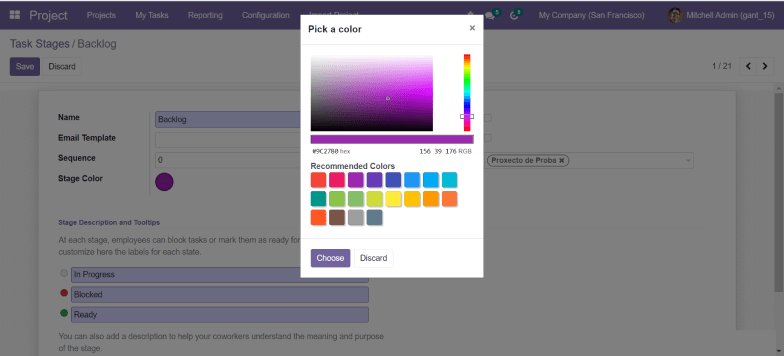 Project
Projects
My Tasks
Reporting
Configuration
Import Project
5
5
My Company (San Francisco)
Mitchell Admin (gant_15)
Task Stages / Backlog
Save
Discard
1 / 21
Pick a color
×
#9C27B0 hex
156 39 176 RGB
Recommended Colors
Choose
Discard
Name
Backlog
Email Template
Sequence
0
Proxecto de Proba ×
Stage Color
Stage Description and Tooltips
At each stage, employees can block tasks or mark them as ready for
customize here the labels for each state.
In Progress
Blocked
Ready
You can also add a description to help your coworkers understand the meaning and purpose
of the stage.